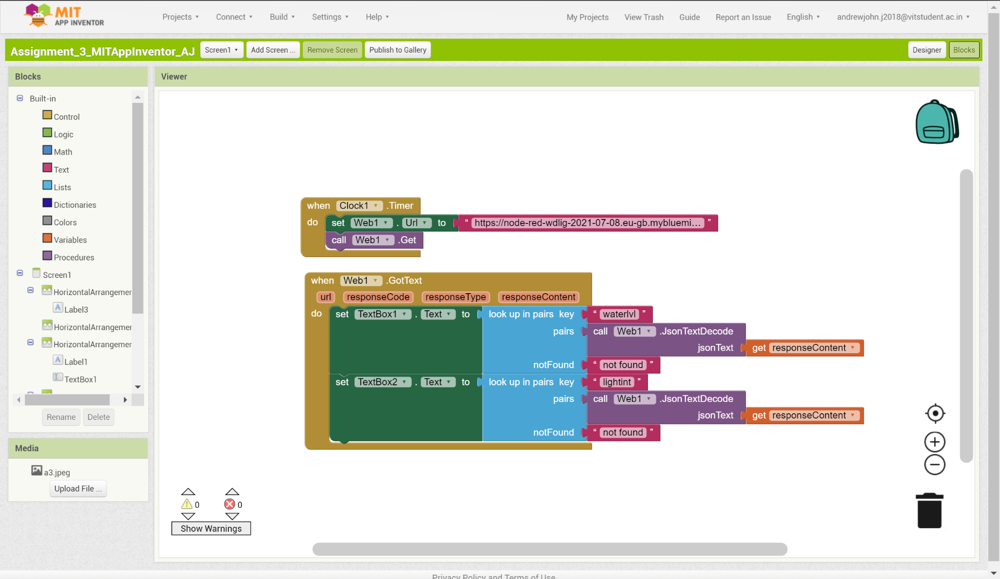 MIT
APP INVENTOR
Projects Connect Build Settings Help My Projects View Trash Guide Report an Issue English andrewjohn.j2018@vitstudent.ac.in
Assignment_3_MITAppInventor_AJ Screen1 Add Screen ... Remove Screen Publish to Gallery Designer Blocks
Blocks
Built-in
Control
Logic
Math
Text
Lists
Dictionaries
Colors
Variables
Procedures
Screen1
HorizontalArrangemer
Label3
HorizontalArrangemer
HorizontalArrangemer
Label1
TextBox1
Rename Delete
Media
a3.jpeg
Upload File ...
Viewer
when Clock1 .Timer
do set Web1 . Url to “ https://node-red-wdlig-2021-07-08.eu-gb.mybluemi... ”
call Web1 .Get
when Web1 .GotText
url responseCode responseType responseContent
do set TextBox1 . Text to look up in pairs key “ waterlvl ”
pairs call Web1 .JsonTextDecode
jsonText get responseContent
notFound “ not found ”
set TextBox2 . Text to look up in pairs key “ lightint ”
pairs call Web1 .JsonTextDecode
jsonText get responseContent
notFound “ not found ”
0 0
Show Warnings
Privacy Policy and Terms of Use